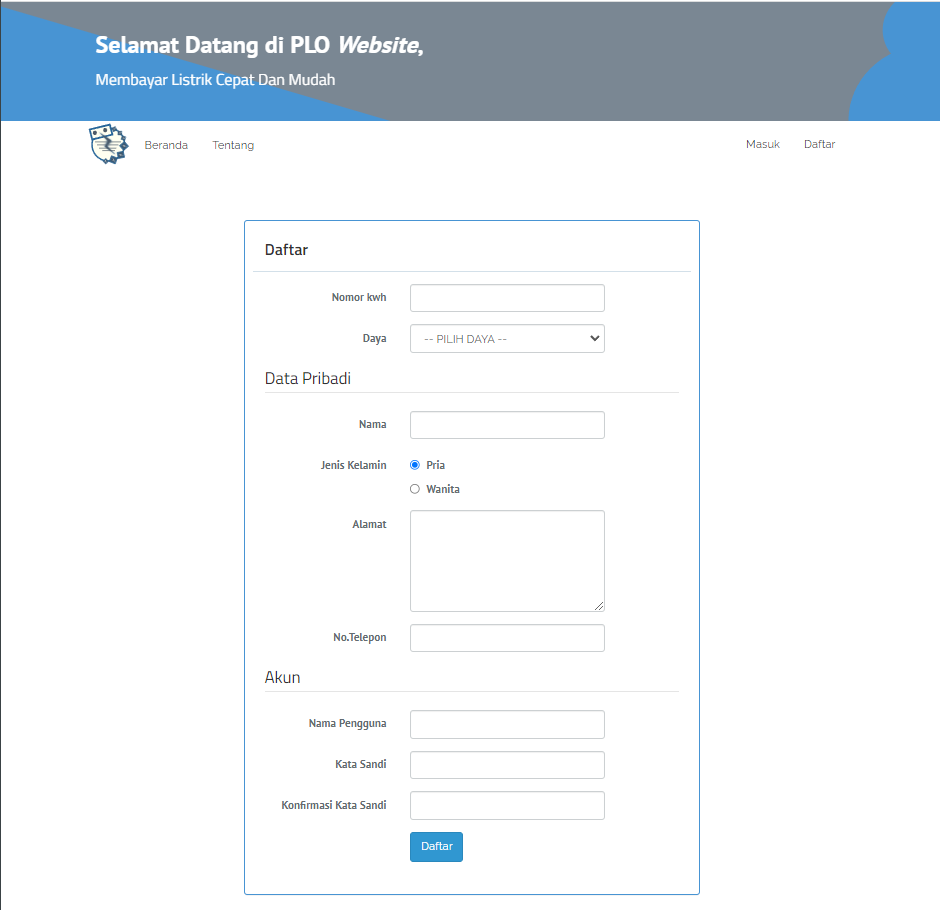 Selamat Datang di PLO Website,
Membayar Listrik Cepat Dan Mudah
Beranda Tentang Masuk Daftar
Daftar
Nomor kwh
Daya -- PILIH DAYA --
Data Pribadi
Nama
Jenis Kelamin Pria
Wanita
Alamat
No.Telepon
Akun
Nama Pengguna
Kata Sandi
Konfirmasi Kata Sandi
Daftar